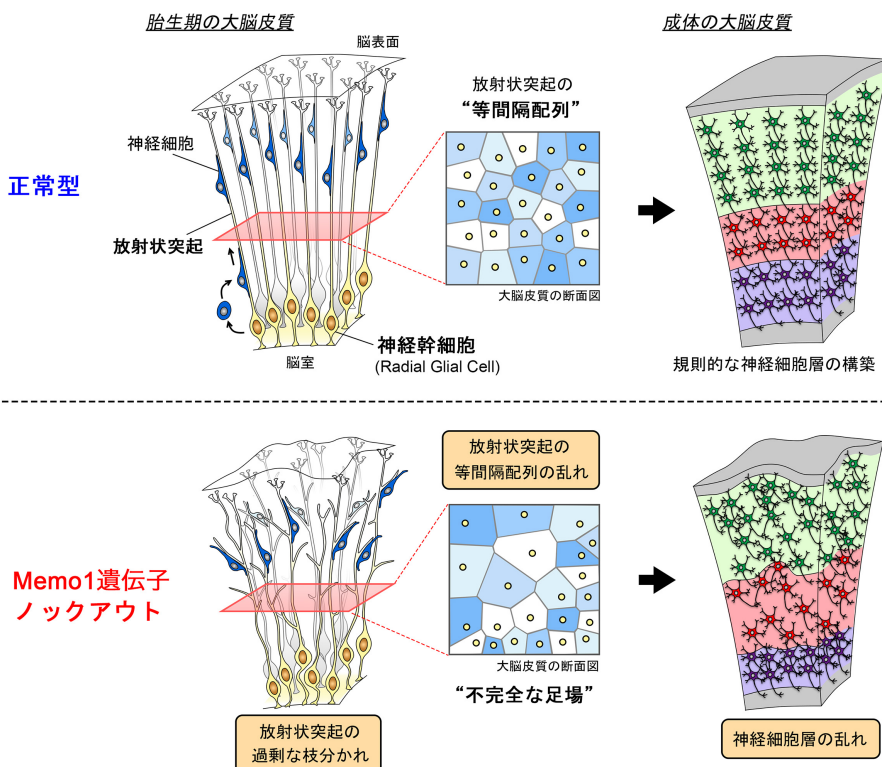 胎生期の大脳皮質
成体の大脳皮質
正常型
脳表面
神経細胞
放射状突起
脳室
神経幹細胞
(Radial Glial Cell)
放射状突起の
“等間隔配列”
大脳皮質の断面図
規則的な神経細胞層の構築
Memo1遺伝子
ノックアウト
放射状突起の
過剰な枝分かれ
放射状突起の
等間隔配列の乱れ
大脳皮質の断面図
“不完全な足場”
神経細胞層の乱れ